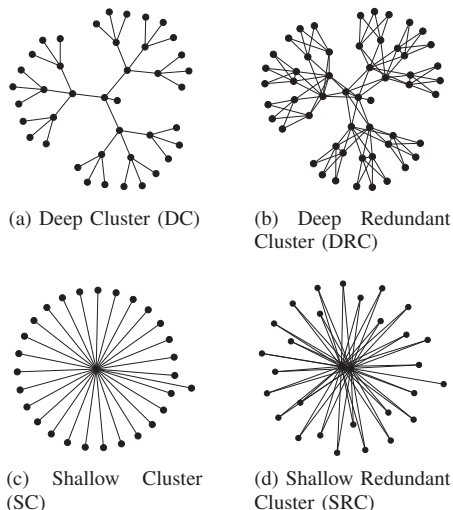 (a) Deep Cluster (DC)
(b) Deep Redundant
Cluster (DRC)
(c) Shallow Cluster
(SC)
(d) Shallow Redundant
Cluster (SRC)